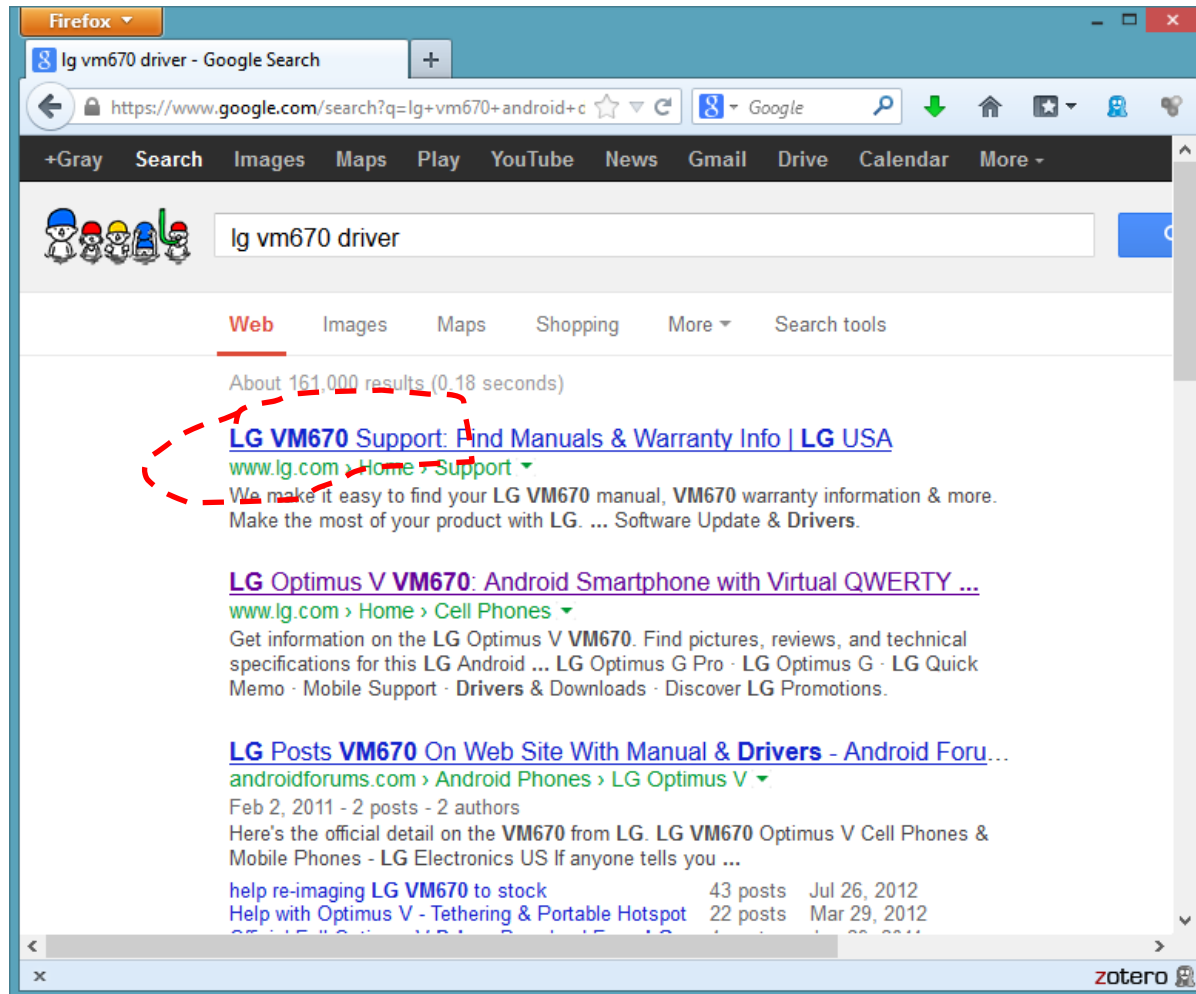 Firefox
lg vm670 driver - Google Search
https://www.google.com/search?q=lg+vm670+android+d Google
+Gray Search Images Maps Play YouTube News Gmail Drive Calendar More
Google lg vm670 driver
Web Images Maps Shopping More Search tools
About 161,000 results (0.18 seconds)
LG VM670 Support: Find Manuals & Warranty Info | LG USA
www.lg.com › Home › Support
We make it easy to find your LG VM670 manual, VM670 warranty information & more.
Make the most of your product with LG. ... Software Update & Drivers.
LG Optimus V VM670: Android Smartphone with Virtual QWERTY ...
www.lg.com › Home › Cell Phones
Get information on the LG Optimus V VM670. Find pictures, reviews, and technical
specifications for this LG Android ... LG Optimus G Pro · LG Optimus G · LG Quick
Memo · Mobile Support · Drivers & Downloads · Discover LG Promotions.
LG Posts VM670 On Web Site With Manual & Drivers - Android Foru...
androidforums.com › Android Phones › LG Optimus V
Feb 2, 2011 - 2 posts - 2 authors
Here's the official detail on the VM670 from LG. LG VM670 Optimus V Cell Phones &
Mobile Phones - LG Electronics US If anyone tells you ...
help re-imaging LG VM670 to stock 43 posts Jul 26, 2012
Help with Optimus V - Tethering & Portable Hotspot 22 posts Mar 29, 2012
zotero